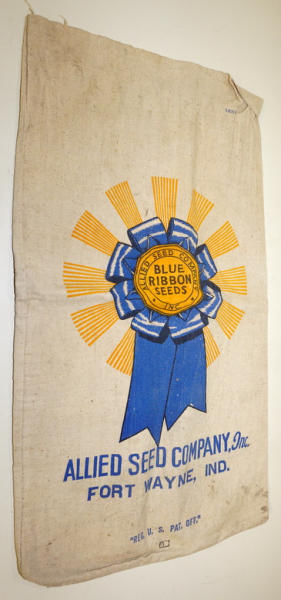 ALLIED SEED COMPANY
BLUE
RIBBON
SEEDS
INC.
ALLIED SEED COMPANY, Inc.
FORT WAYNE, IND.
"REG. U. S. PAT. OFF."